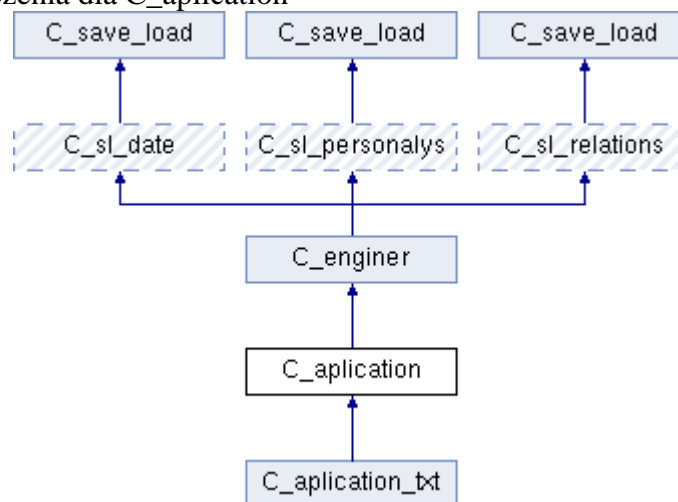 dla C_aplication
C_save_load C_save_load C_save_load
C_sl_date C_sl_personalys C_sl_relations
C_enginer
C_aplication
C_aplication_txt